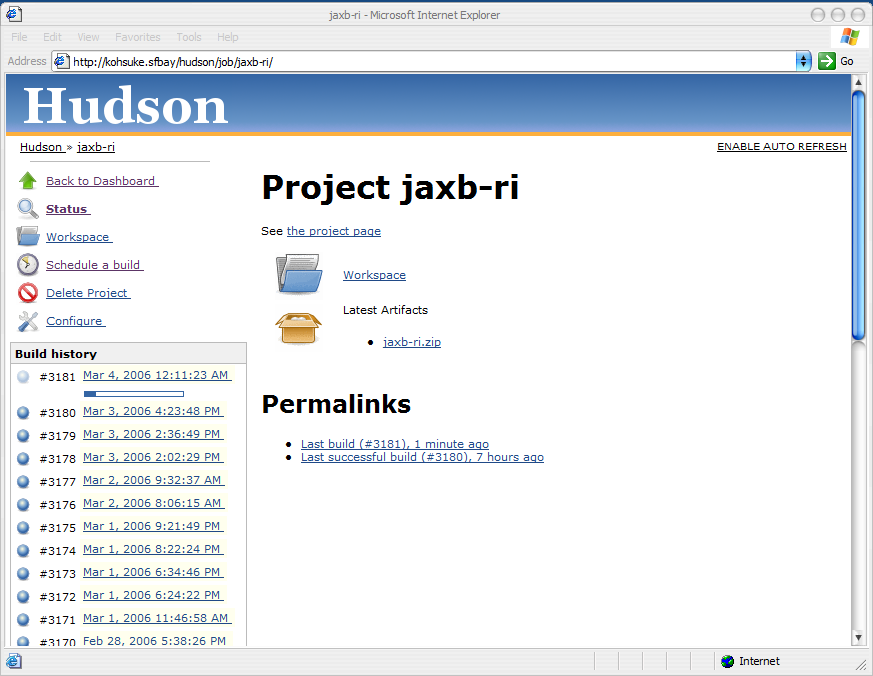 jaxb-ri - Microsoft Internet Explorer
File Edit View Favorites Tools Help
Address http://kohsuke.sfbay/hudson/job/jaxb-ri/ Go
Hudson
Hudson » jaxb-ri ENABLE AUTO REFRESH
Back to Dashboard
Status
Workspace
Schedule a build
Delete Project
Configure
Build history
#3181 Mar 4, 2006 12:11:23 AM
#3180 Mar 3, 2006 4:23:48 PM
#3179 Mar 3, 2006 2:36:49 PM
#3178 Mar 3, 2006 2:02:29 PM
#3177 Mar 2, 2006 9:32:37 AM
#3176 Mar 2, 2006 8:06:15 AM
#3175 Mar 1, 2006 9:21:49 PM
#3174 Mar 1, 2006 8:22:24 PM
#3173 Mar 1, 2006 6:34:46 PM
#3172 Mar 1, 2006 6:24:22 PM
#3171 Mar 1, 2006 11:46:58 AM
#3170 Feb 28, 2006 5:38:26 PM
Project jaxb-ri
See the project page
Workspace
Latest Artifacts
• jaxb-ri.zip
Permalinks
• Last build (#3181), 1 minute ago
• Last successful build (#3180), 7 hours ago
Internet